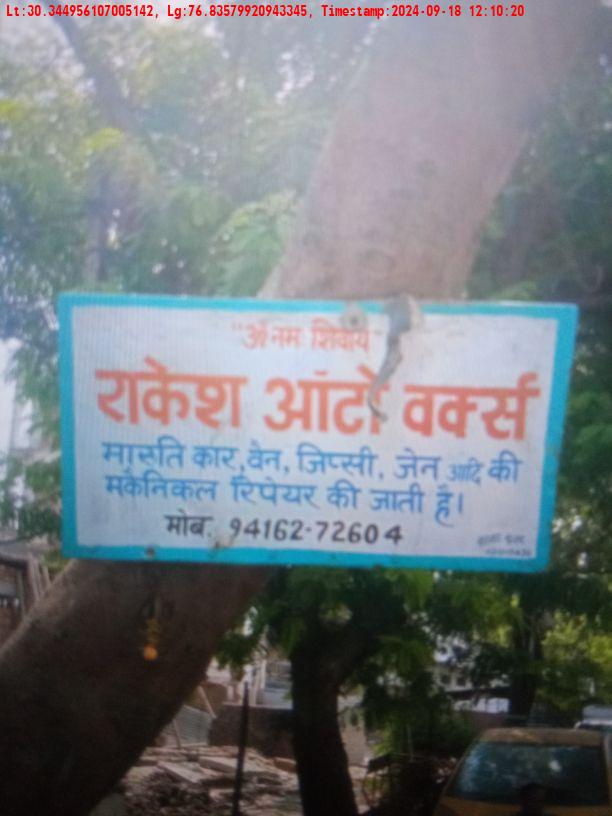 Lt:30.344956107005142, Lg:76.83579920943345, Timestamp:2024-09-18 12:10:20
"ॐ नमः शिवाय"
राकेश ऑटो वर्क्स
मारुति कार, वैन, जिप्सी, जेन आदि की
मकैनिकल रिपेयर की जाती है।
मोब. 94162-72604